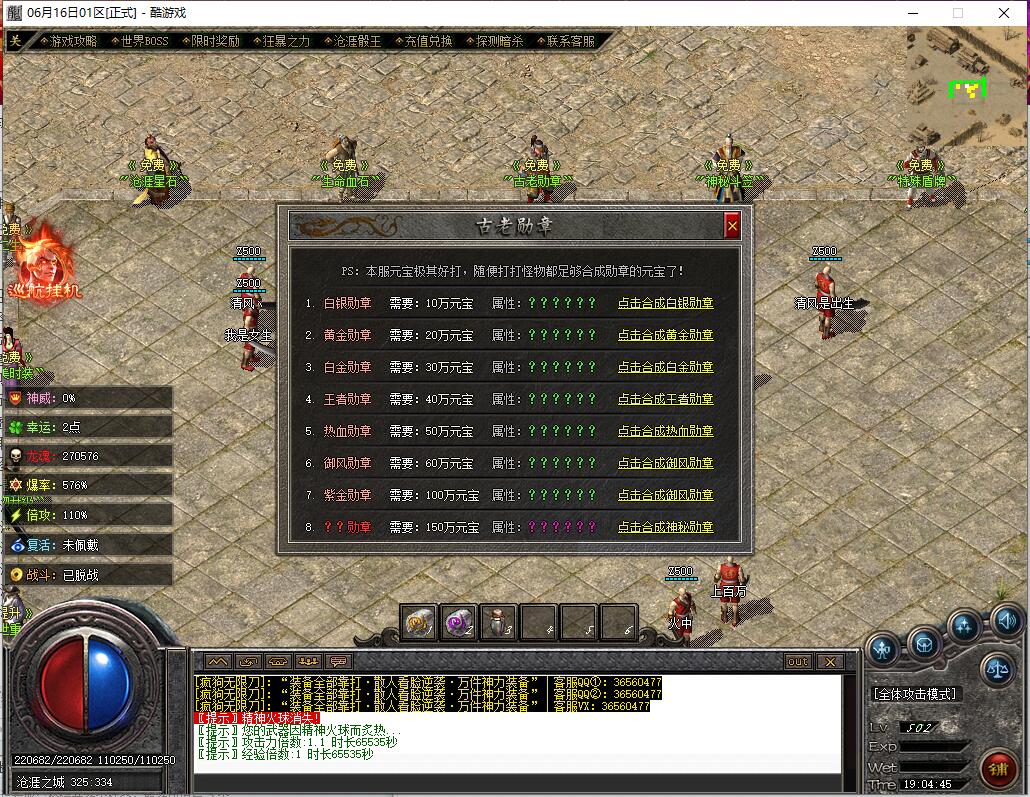 06月16日01区[正式] - 酷游戏
关 游戏攻略 世界BOSS 限时奖励 狂暴之力 沧涯骰王 充值兑换 探测暗杀 联系客服
《 免费 》 《 免费 》 《 免费 》 《 免费 》 《 免费 》
沧涯星石 生命血石 古老勋章 神秘斗笠 特殊盾牌
古老勋章
PS：本服元宝极其好打，随便打打怪物都足够合成勋章的元宝了！
1. 白银勋章 需要：10万元宝 属性：？？？？？？ 点击合成白银勋章
2. 黄金勋章 需要：20万元宝 属性：？？？？？？ 点击合成黄金勋章
3. 白金勋章 需要：30万元宝 属性：？？？？？？ 点击合成白金勋章
4. 王者勋章 需要：40万元宝 属性：？？？？？？ 点击合成王者勋章
5. 热血勋章 需要：50万元宝 属性：？？？？？？ 点击合成热血勋章
6. 御风勋章 需要：60万元宝 属性：？？？？？？ 点击合成御风勋章
7. 紫金勋章 需要：100万元宝 属性：？？？？？？ 点击合成御风勋章
8. ？？勋章 需要：150万元宝 属性：？？？？？？ 点击合成神秘勋章
Z500
Z500
清风
我是女生
Z500
清风是出生
免费》
巡航挂机
免费》
美时装
神威：0%
幸运：2点
龙魂：270576
爆率：576%
倍攻：110%
复活：未佩戴
战斗：已脱战
提升 》
Z500
上百万
火中
1 2 3 4 5 6
out
[疯狗无限刀]：“装备全部靠打·散人看脸逆袭·万件神力装备”｜客服QQ①：36560477
[疯狗无限刀]：“装备全部靠打·散人看脸逆袭·万件神力装备”｜客服QQ②：36560477
[疯狗无限刀]：“装备全部靠打·散人看脸逆袭·万件神力装备”｜客服VX：36560477
〖提示〗精神火球消失!
〖提示〗您的武器因精神火球而炙热...
〖提示〗攻击力倍数:1.1 时长65535秒
〖提示〗经验倍数:1 时长65535秒
220682/220682 110250/110250
沧涯之城 325:334
[全体攻击模式]
Lv 502
Exp
Wet
Time 19:04:45
铺